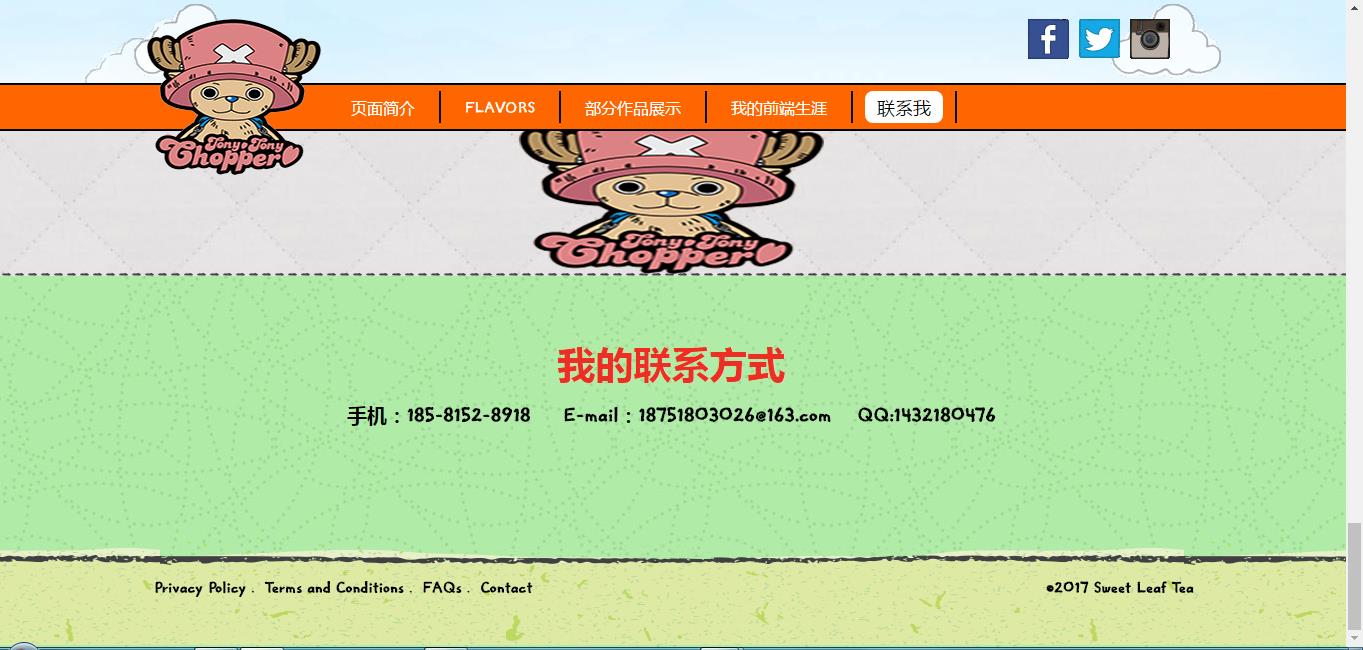 页面简介 FLAVORS 部分作品展示 我的前端生涯 联系我
Tony Tony
Chopper
Tony Tony
Chopper
我的联系方式
手机：185-8152-8918 E-mail：18751803026@163.com QQ:1432180476
Privacy Policy . Terms and Conditions . FAQs . Contact ©2017 Sweet Leaf Tea